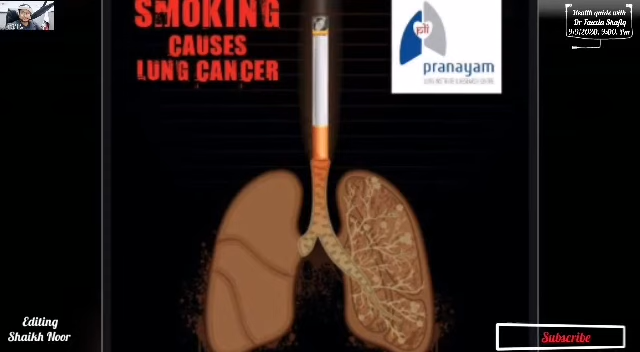 SMOKING
CAUSES
LUNG CANCER
pranayam
Health guide with
Dr Fauzia Shafiq
Editing
Shaikh Noor
Subscribe